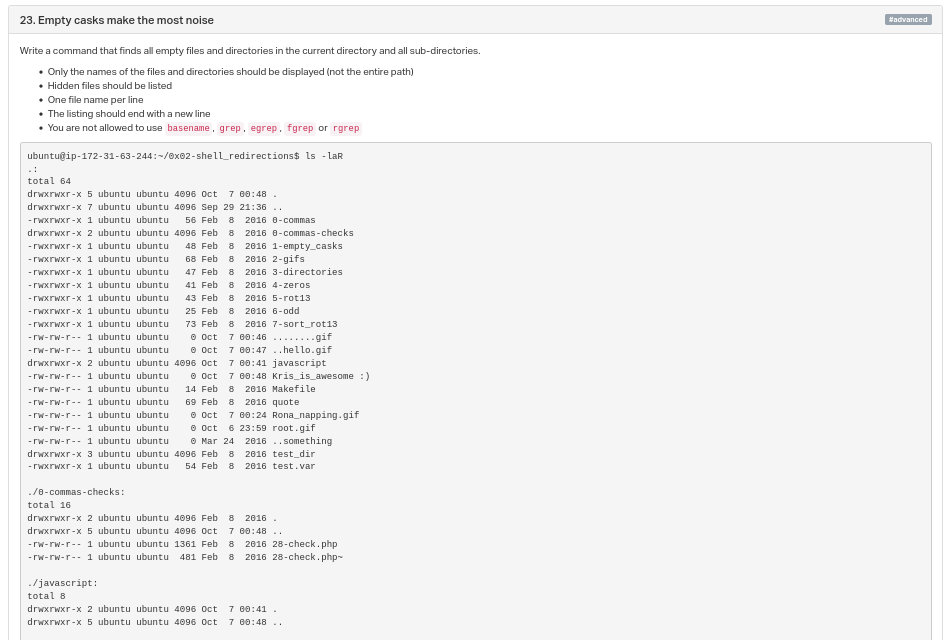 23. Empty casks make the most noise
#advanced
Write a command that finds all empty files and directories in the current directory and all sub-directories.
• Only the names of the files and directories should be displayed (not the entire path)
• Hidden files should be listed
• One file name per line
• The listing should end with a new line
• You are not allowed to use basename, grep, egrep, fgrep or rgrep
ubuntu@ip-172-31-63-244:~/0x02-shell_redirections$ ls -laR
.:
total 64
drwxrwxr-x 5 ubuntu ubuntu 4096 Oct  7 00:48 .
drwxrwxr-x 7 ubuntu ubuntu 4096 Sep 29 21:36 ..
-rwxrwxr-x 1 ubuntu ubuntu   56 Feb  8  2016 0-commas
drwxrwxr-x 2 ubuntu ubuntu 4096 Feb  8  2016 0-commas-checks
-rwxrwxr-x 1 ubuntu ubuntu   48 Feb  8  2016 1-empty_casks
-rwxrwxr-x 1 ubuntu ubuntu   68 Feb  8  2016 2-gifs
-rwxrwxr-x 1 ubuntu ubuntu   47 Feb  8  2016 3-directories
-rwxrwxr-x 1 ubuntu ubuntu   41 Feb  8  2016 4-zeros
-rwxrwxr-x 1 ubuntu ubuntu   43 Feb  8  2016 5-rot13
-rwxrwxr-x 1 ubuntu ubuntu   25 Feb  8  2016 6-odd
-rwxrwxr-x 1 ubuntu ubuntu   73 Feb  8  2016 7-sort_rot13
-rw-rw-r-- 1 ubuntu ubuntu    0 Oct  7 00:46 ........gif
-rw-rw-r-- 1 ubuntu ubuntu    0 Oct  7 00:47 ..hello.gif
drwxrwxr-x 2 ubuntu ubuntu 4096 Oct  7 00:41 javascript
-rw-rw-r-- 1 ubuntu ubuntu    0 Oct  7 00:48 Kris_is_awesome :)
-rw-rw-r-- 1 ubuntu ubuntu   14 Feb  8  2016 Makefile
-rw-rw-r-- 1 ubuntu ubuntu   69 Feb  8  2016 quote
-rw-rw-r-- 1 ubuntu ubuntu    0 Oct  7 00:24 Rona_napping.gif
-rw-rw-r-- 1 ubuntu ubuntu    0 Oct  6 23:59 root.gif
-rw-rw-r-- 1 ubuntu ubuntu    0 Mar 24  2016 ..something
drwxrwxr-x 3 ubuntu ubuntu 4096 Feb  8  2016 test_dir
-rwxrwxr-x 1 ubuntu ubuntu   54 Feb  8  2016 test.var
./0-commas-checks:
total 16
drwxrwxr-x 2 ubuntu ubuntu 4096 Feb  8  2016 .
drwxrwxr-x 5 ubuntu ubuntu 4096 Oct  7 00:48 ..
-rw-rw-r-- 1 ubuntu ubuntu 1361 Feb  8  2016 28-check.php
-rw-rw-r-- 1 ubuntu ubuntu  481 Feb  8  2016 28-check.php~
./javascript:
total 8
drwxrwxr-x 2 ubuntu ubuntu 4096 Oct  7 00:41 .
drwxrwxr-x 5 ubuntu ubuntu 4096 Oct  7 00:48 ..